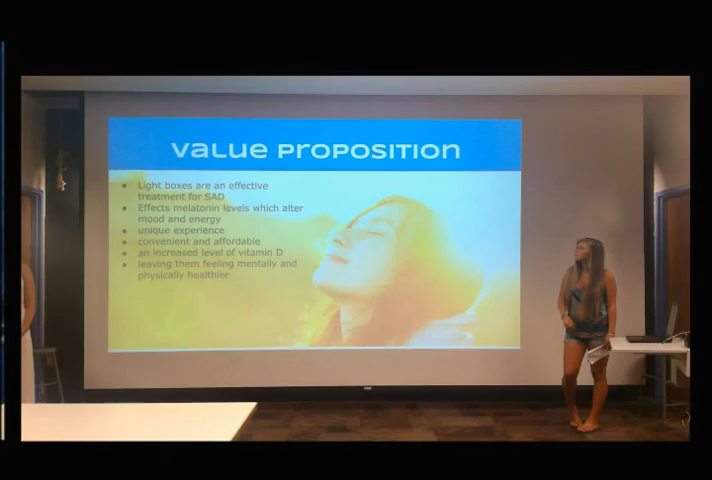 value proposition
• Light boxes are an effective
treatment for SAD
• Effects melatonin levels which alter
mood and energy
• unique experience
• convenient and affordable
• an increased level of vitamin D
• leaving them feeling mentally and
physically healthier